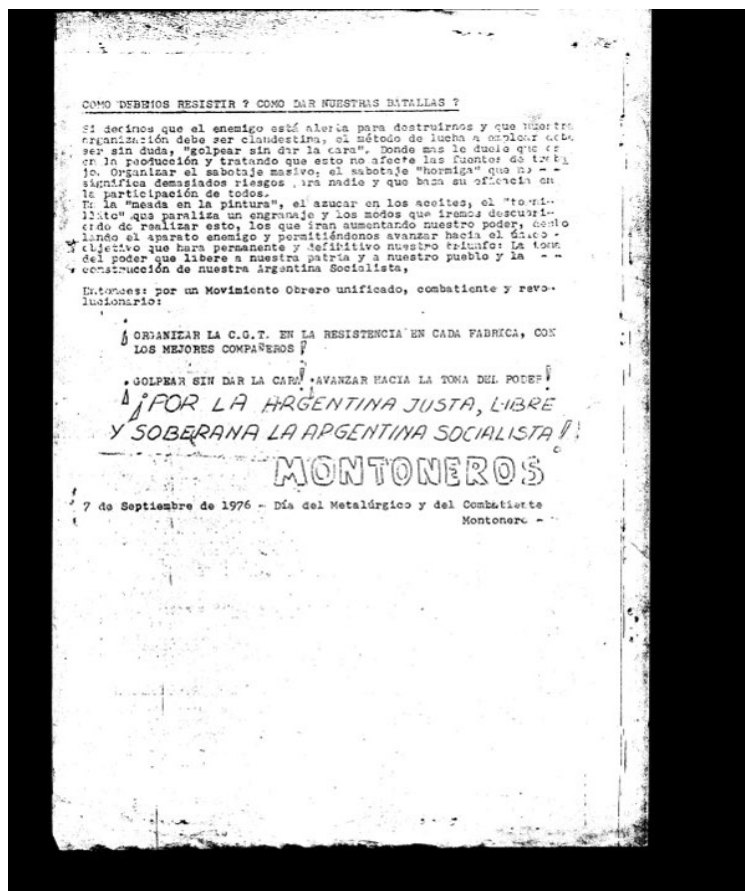 COMO DEBEMOS RESISTIR ? COMO DAR NUESTRAS BATALLAS ?
Si decimos que el enemigo está alerta para destruirnos y que nuestra
organización debe ser clandestina, el método de lucha a emplear debe
ser sin duda, "golpear sin dar la cara". Donde mas le duele que es
en la producción y tratando que esto no afecte las fuentes de trab
jo. Organizar el sabotaje masivo, el sabotaje "hormiga" que no - -
significa demasiados riesgos para nadie y que basa su eficacia en
la participación de todos.
En la "meada en la pintura", el azucar en los aceites, el "torni-
llito" que paraliza un engranaje y los modos que iremos descubri-
endo de realizar esto, los que iran aumentando nuestro poder,
lando el aparato enemigo y permitiéndonos avanzar hacia el único -
objetivo que hara permanente y definitivo nuestro triunfo: La toma
del poder que libere a nuestra patria y a nuestro pueblo y la - -
construcción de nuestra Argentina Socialista,
Entonces: por un Movimiento Obrero unificado, combatiente y revo-
lucionario:
¡ ORGANIZAR LA C.G.T. EN LA RESISTENCIA EN CADA FABRICA, CON
LOS MEJORES COMPAÑEROS !
¡GOLPEAR SIN DAR LA CARA! ¡AVANZAR HACIA LA TOMA DEL PODER!
¡¡POR LA ARGENTINA JUSTA, LIBRE
Y SOBERANA LA ARGENTINA SOCIALISTA!!
MONTONEROS
7 de Septiembre de 1976 - Día del Metalúrgico y del Combatiente
Montonero -